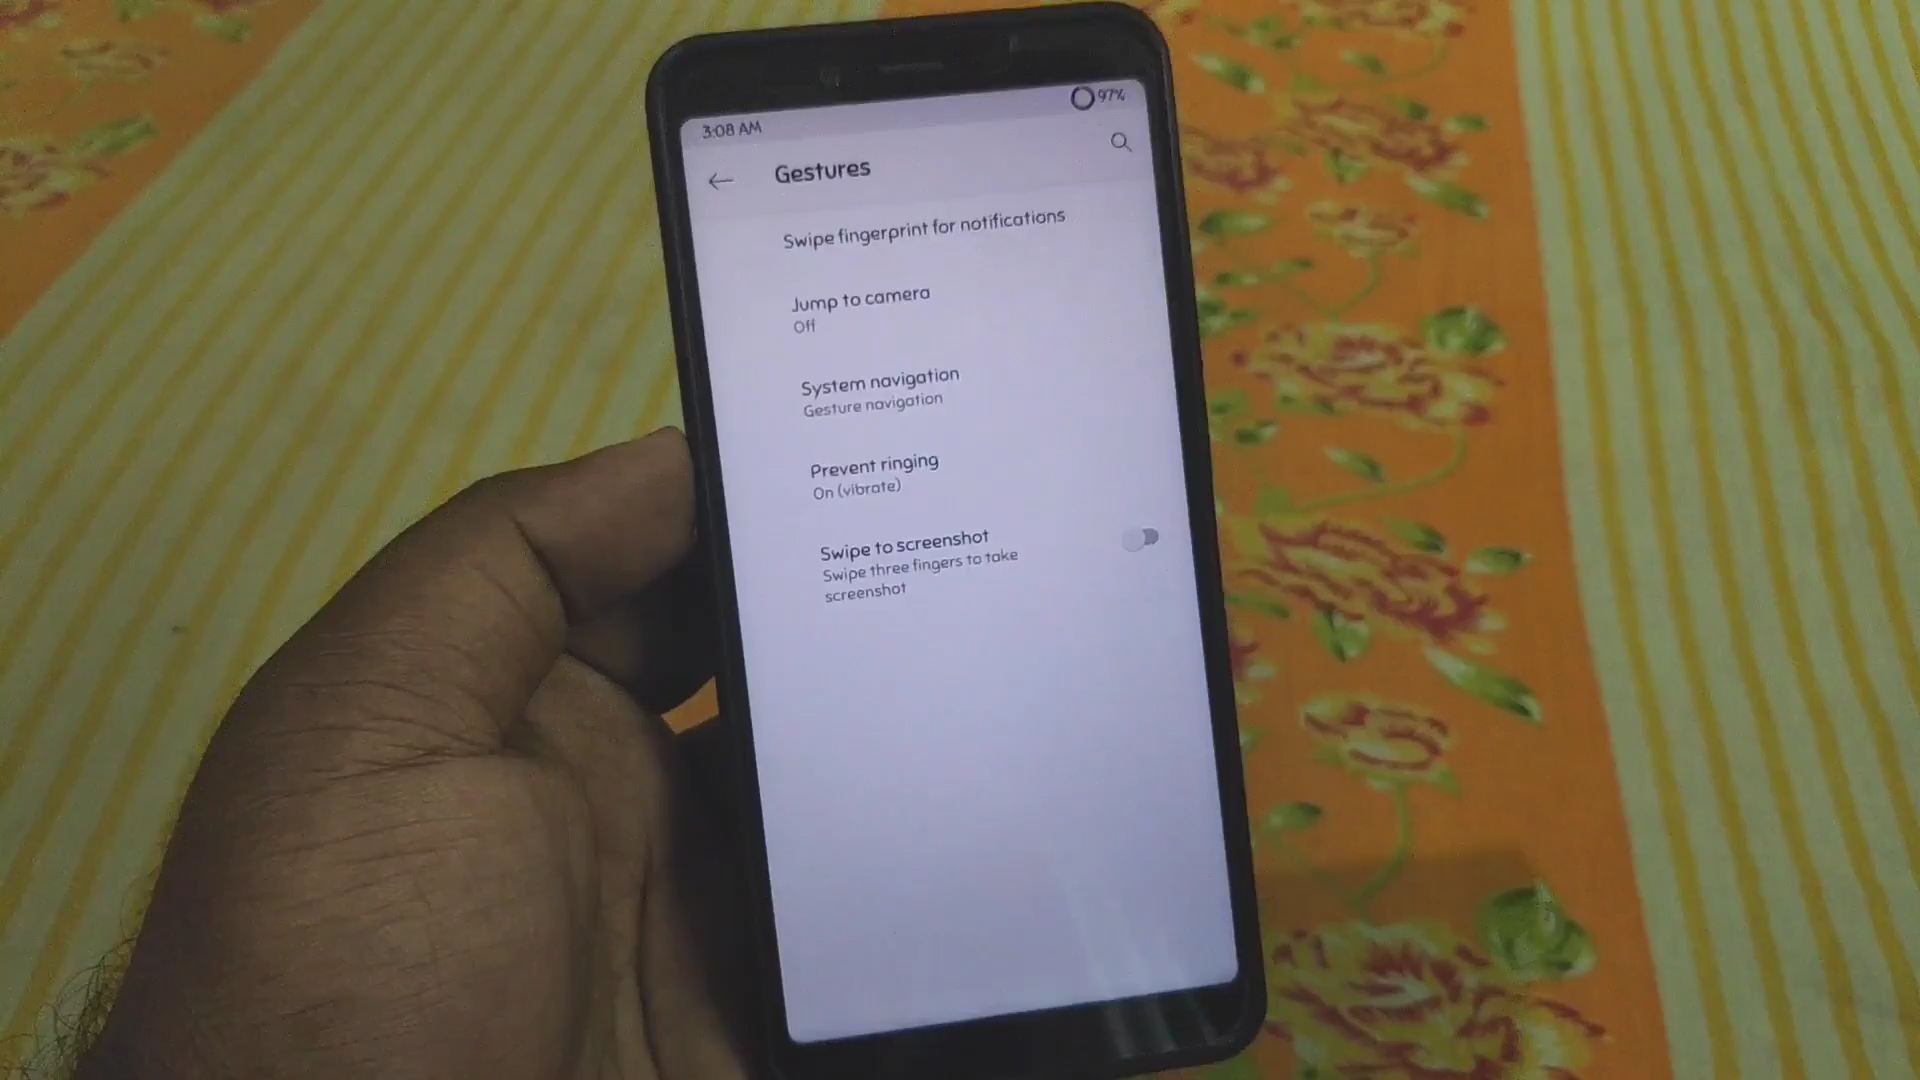 3:08 AM
97%
Gestures
Swipe fingerprint for notifications
Jump to camera
Off
System navigation
Gesture navigation
Prevent ringing
On (vibrate)
Swipe to screenshot
Swipe three fingers to take
screenshot